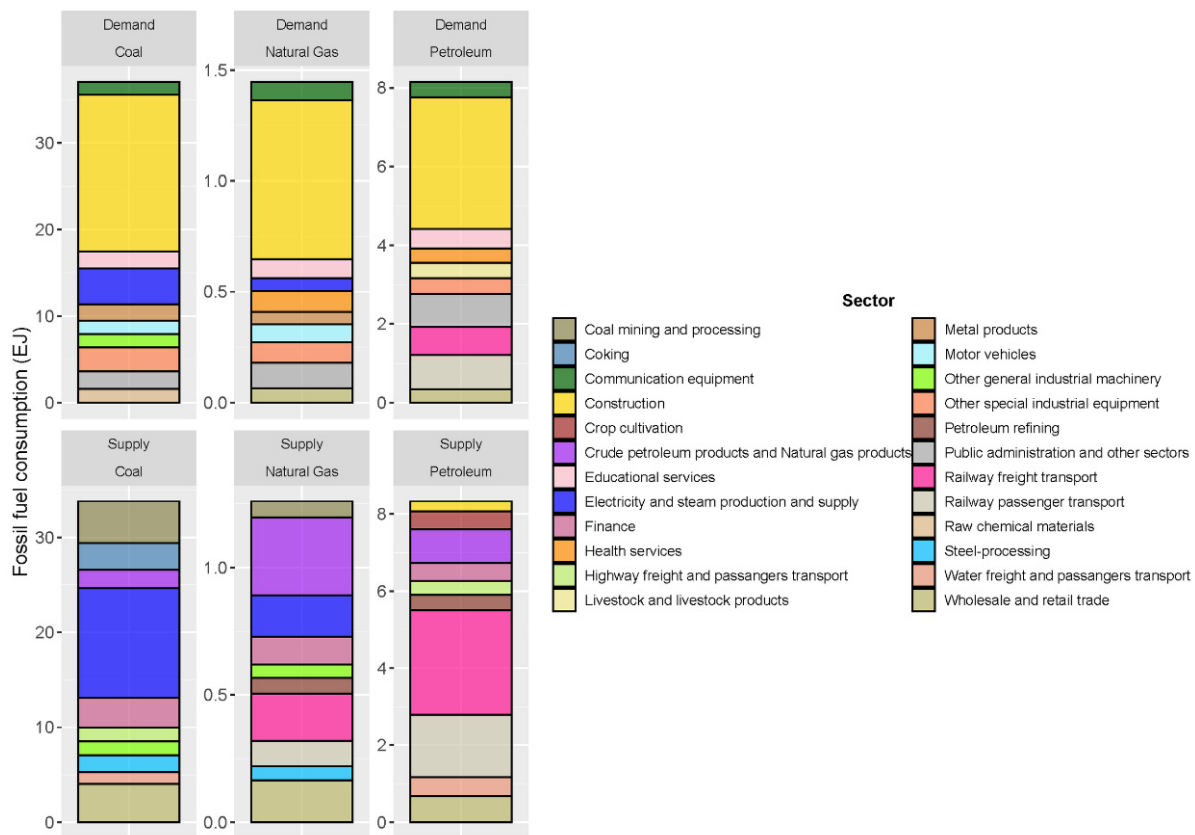 Demand
Coal
Demand
Natural Gas
Demand
Petroleum
30
20
10
0
1.5
1.0
0.5
0.0
8
6
4
2
0
Supply
Coal
Supply
Natural Gas
Supply
Petroleum
30
20
10
0
1.0
0.5
0.0
8
6
4
2
0
Fossil fuel consumption (EJ)
Sector
Coal mining and processing
Coking
Communication equipment
Construction
Crop cultivation
Crude petroleum products and Natural gas products
Educational services
Electricity and steam production and supply
Finance
Health services
Highway freight and passangers transport
Livestock and livestock products
Metal products
Motor vehicles
Other general industrial machinery
Other special industrial equipment
Petroleum refining
Public administration and other sectors
Railway freight transport
Railway passenger transport
Raw chemical materials
Steel-processing
Water freight and passangers transport
Wholesale and retail trade